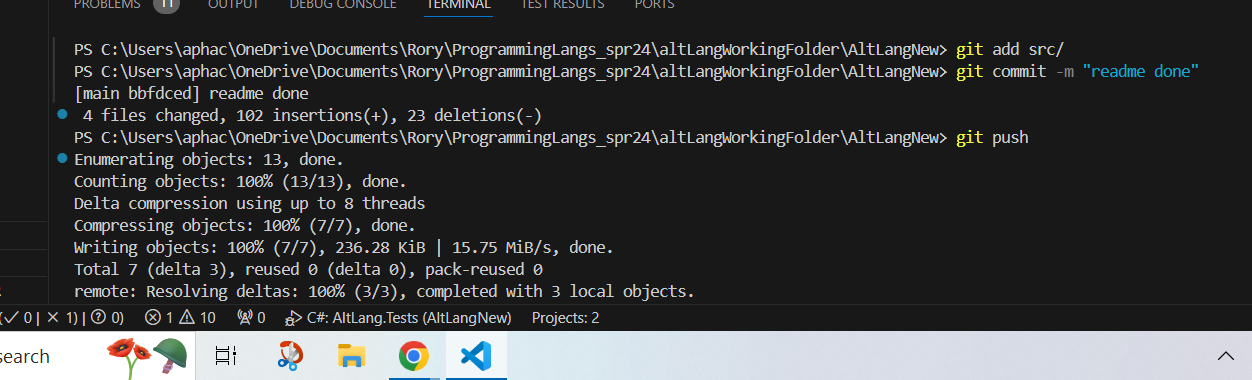 PROBLEMS 11 OUTPUT DEBUG CONSOLE TERMINAL TEST RESULTS PORTS
PS C:\Users\aphac\OneDrive\Documents\Rory\ProgrammingLangs_spr24\altLangWorkingFolder\AltLangNew> git add src/
PS C:\Users\aphac\OneDrive\Documents\Rory\ProgrammingLangs_spr24\altLangWorkingFolder\AltLangNew> git commit -m "readme done"
[main bbfdced] readme done
4 files changed, 102 insertions(+), 23 deletions(-)
PS C:\Users\aphac\OneDrive\Documents\Rory\ProgrammingLangs_spr24\altLangWorkingFolder\AltLangNew> git push
Enumerating objects: 13, done.
Counting objects: 100% (13/13), done.
Delta compression using up to 8 threads
Compressing objects: 100% (7/7), done.
Writing objects: 100% (7/7), 236.28 KiB | 15.75 MiB/s, done.
Total 7 (delta 3), reused 0 (delta 0), pack-reused 0
remote: Resolving deltas: 100% (3/3), completed with 3 local objects.
(✓ 0 | ✕ 1) | ? 0) 1 10 0 C#: AltLang.Tests (AltLangNew) Projects: 2
search